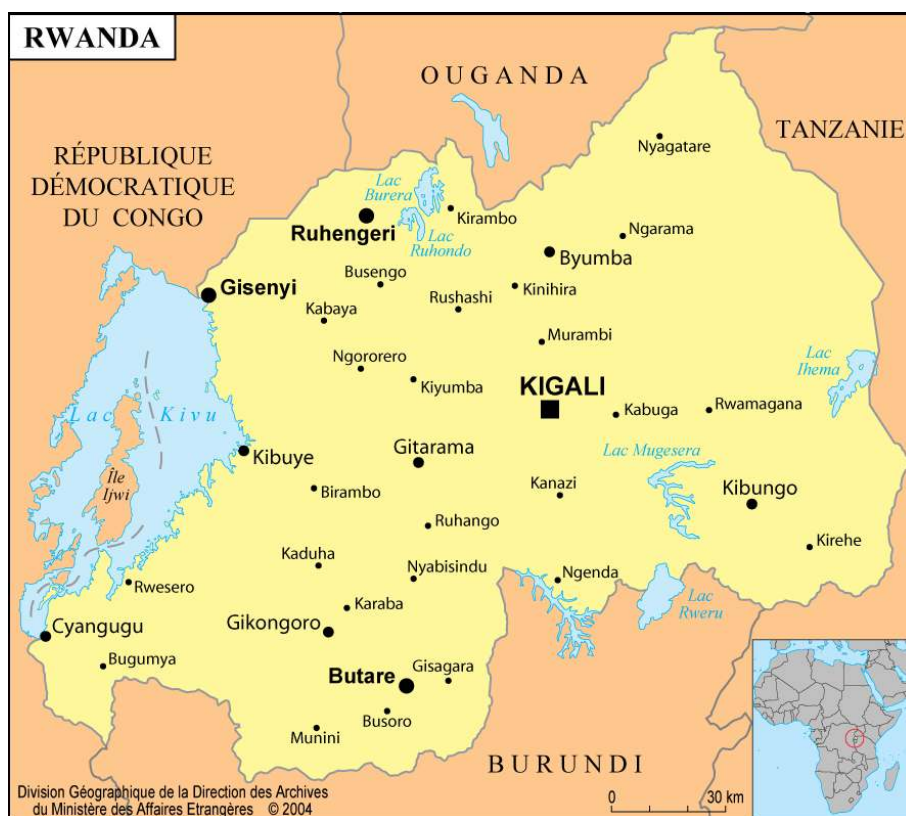 RWANDA
OUGANDA
TANZANIE
RÉPUBLIQUE
DÉMOCRATIQUE
DU CONGO
Nyagatare
Lac
Burera
Kirambo
Ruhengeri
Lac
Ruhondo
Ngarama
Byumba
Busengo
Gisenyi
Kinihira
Rushashi
Kabaya
Murambi
Ngororero
Kiyumba
KIGALI
Lac
Ihema
Kabuga
Rwamagana
Lac Kivu
Kibuye
Gitarama
Lac Mugesera
Île
Ijwi
Birambo
Kanazi
Kibungo
Ruhango
Kirehe
Kaduha
Nyabisindu
Ngenda
Rwesero
Lac
Rweru
Karaba
Cyangugu
Gikongoro
Bugumya
Butare
Gisagara
Busoro
Munini
BURUNDI
Division Géographique de la Direction des Archives
du Ministère des Affaires Etrangères © 2004
0 30 km